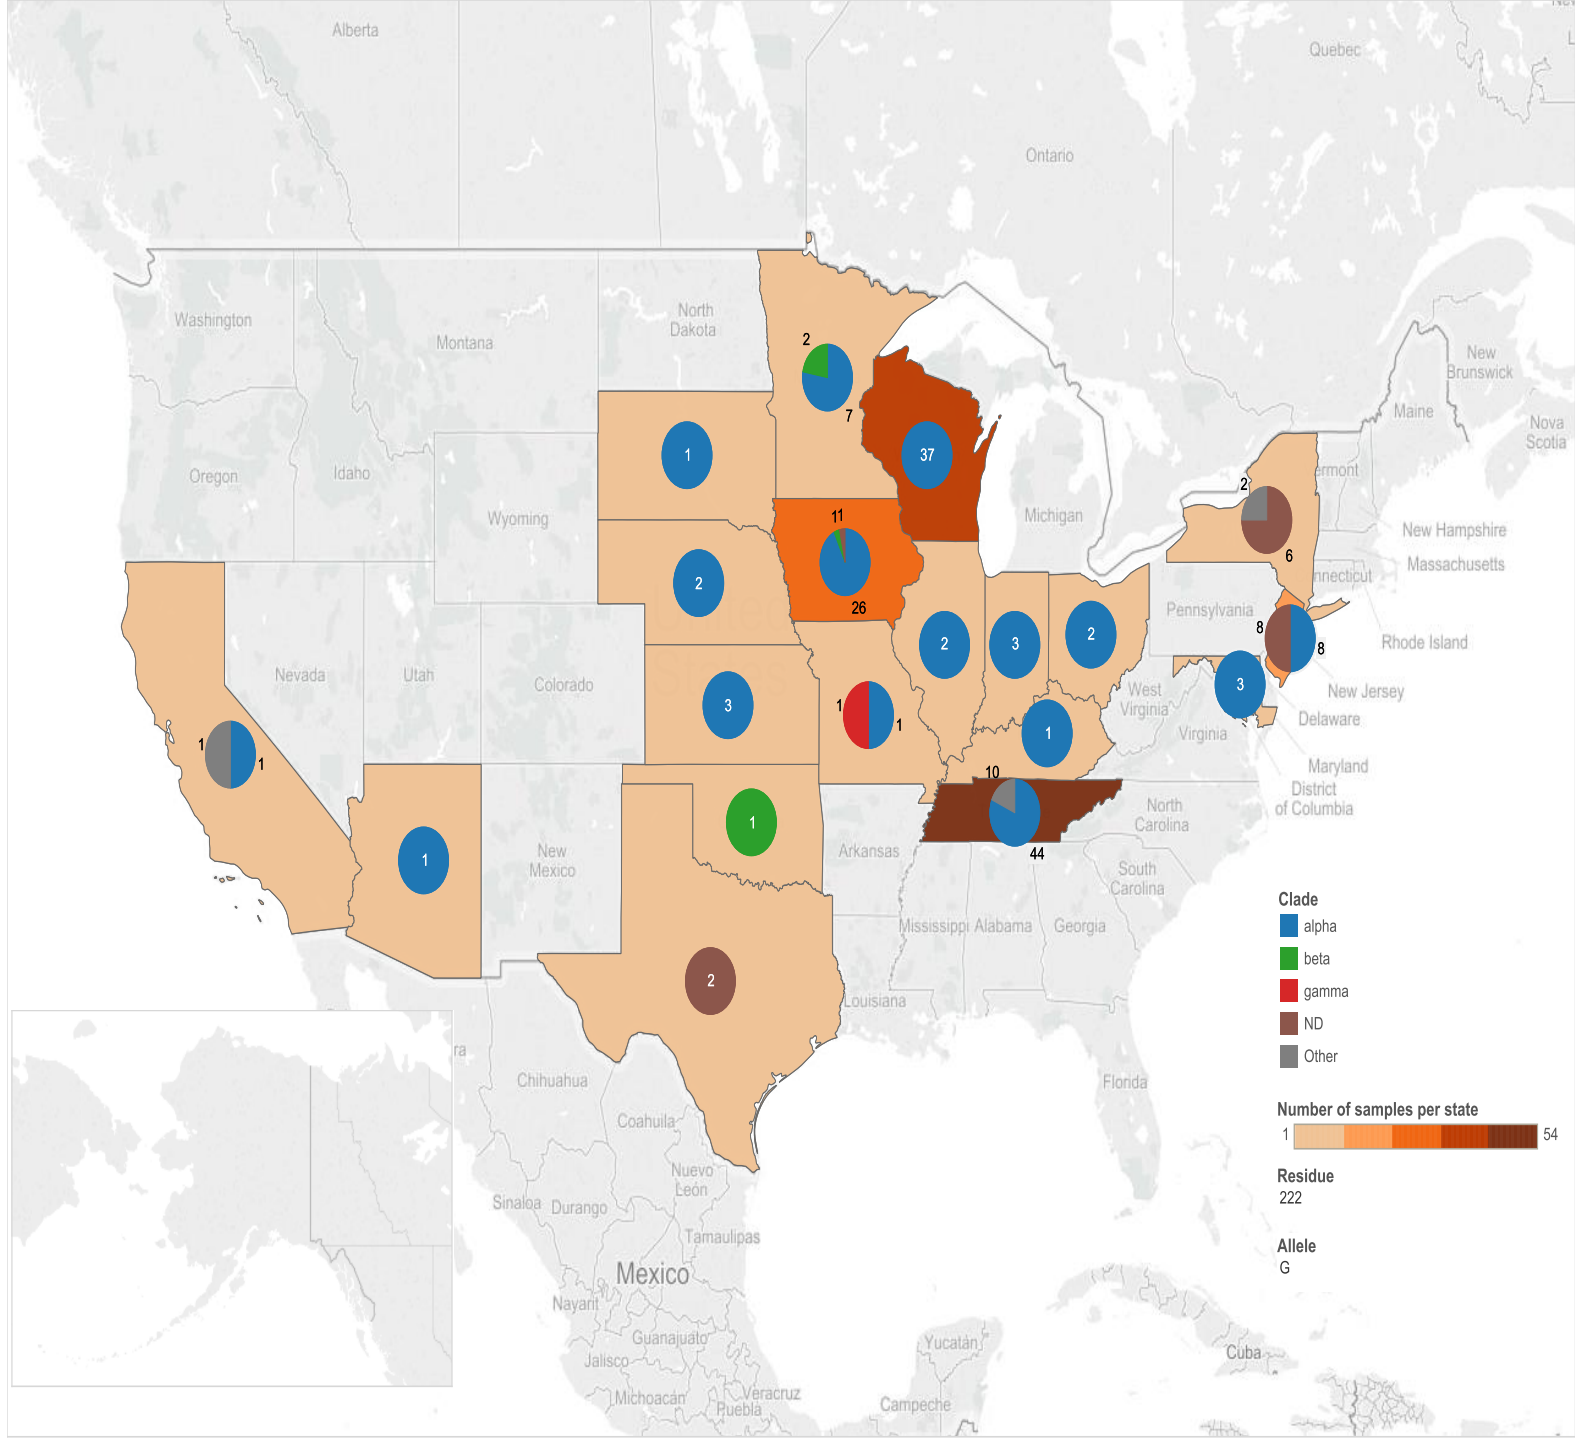 Alberta
Quebec
Ontario
Washington
Montana
North
Dakota
New
Brunswick
Maine
Nova
Scotia
Oregon
Idaho
Wyoming
Michigan
ermont
New Hampshire
Massachusetts
nnecticut
Rhode Island
Pennsylvania
New Jersey
Delaware
Maryland
District
of Columbia
West
Virginia
Virginia
Nevada
Utah
Colorado
United
States
New
Mexico
Arkansas
North
Carolina
South
Carolina
Mississippi
Alabama
Georgia
Louisiana
Florida
2
7
1
37
2
6
11
26
2
2
3
2
8
8
3
3
1
1
1
1
1
10
44
1
1
2
1
Clade
alpha
beta
gamma
ND
Other
Number of samples per state
1
54
Residue
222
Allele
G
ra
Chihuahua
Coahuila
Nuevo
León
Sinaloa
Durango
Tamaulipas
Mexico
Nayarit
Guanajuato
Jalisco
Michoacán
Veracruz
Puebla
Yucatán
Campeche
Cuba